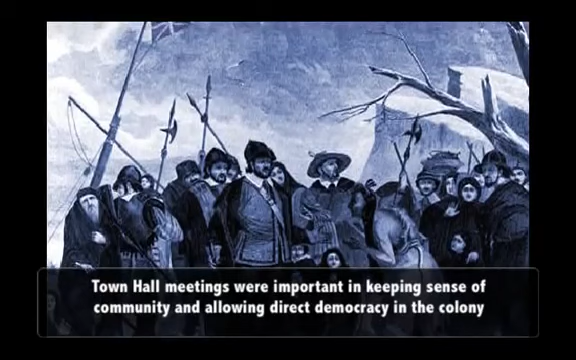 Town Hall meetings were important in keeping sense of
community and allowing direct democracy in the colony